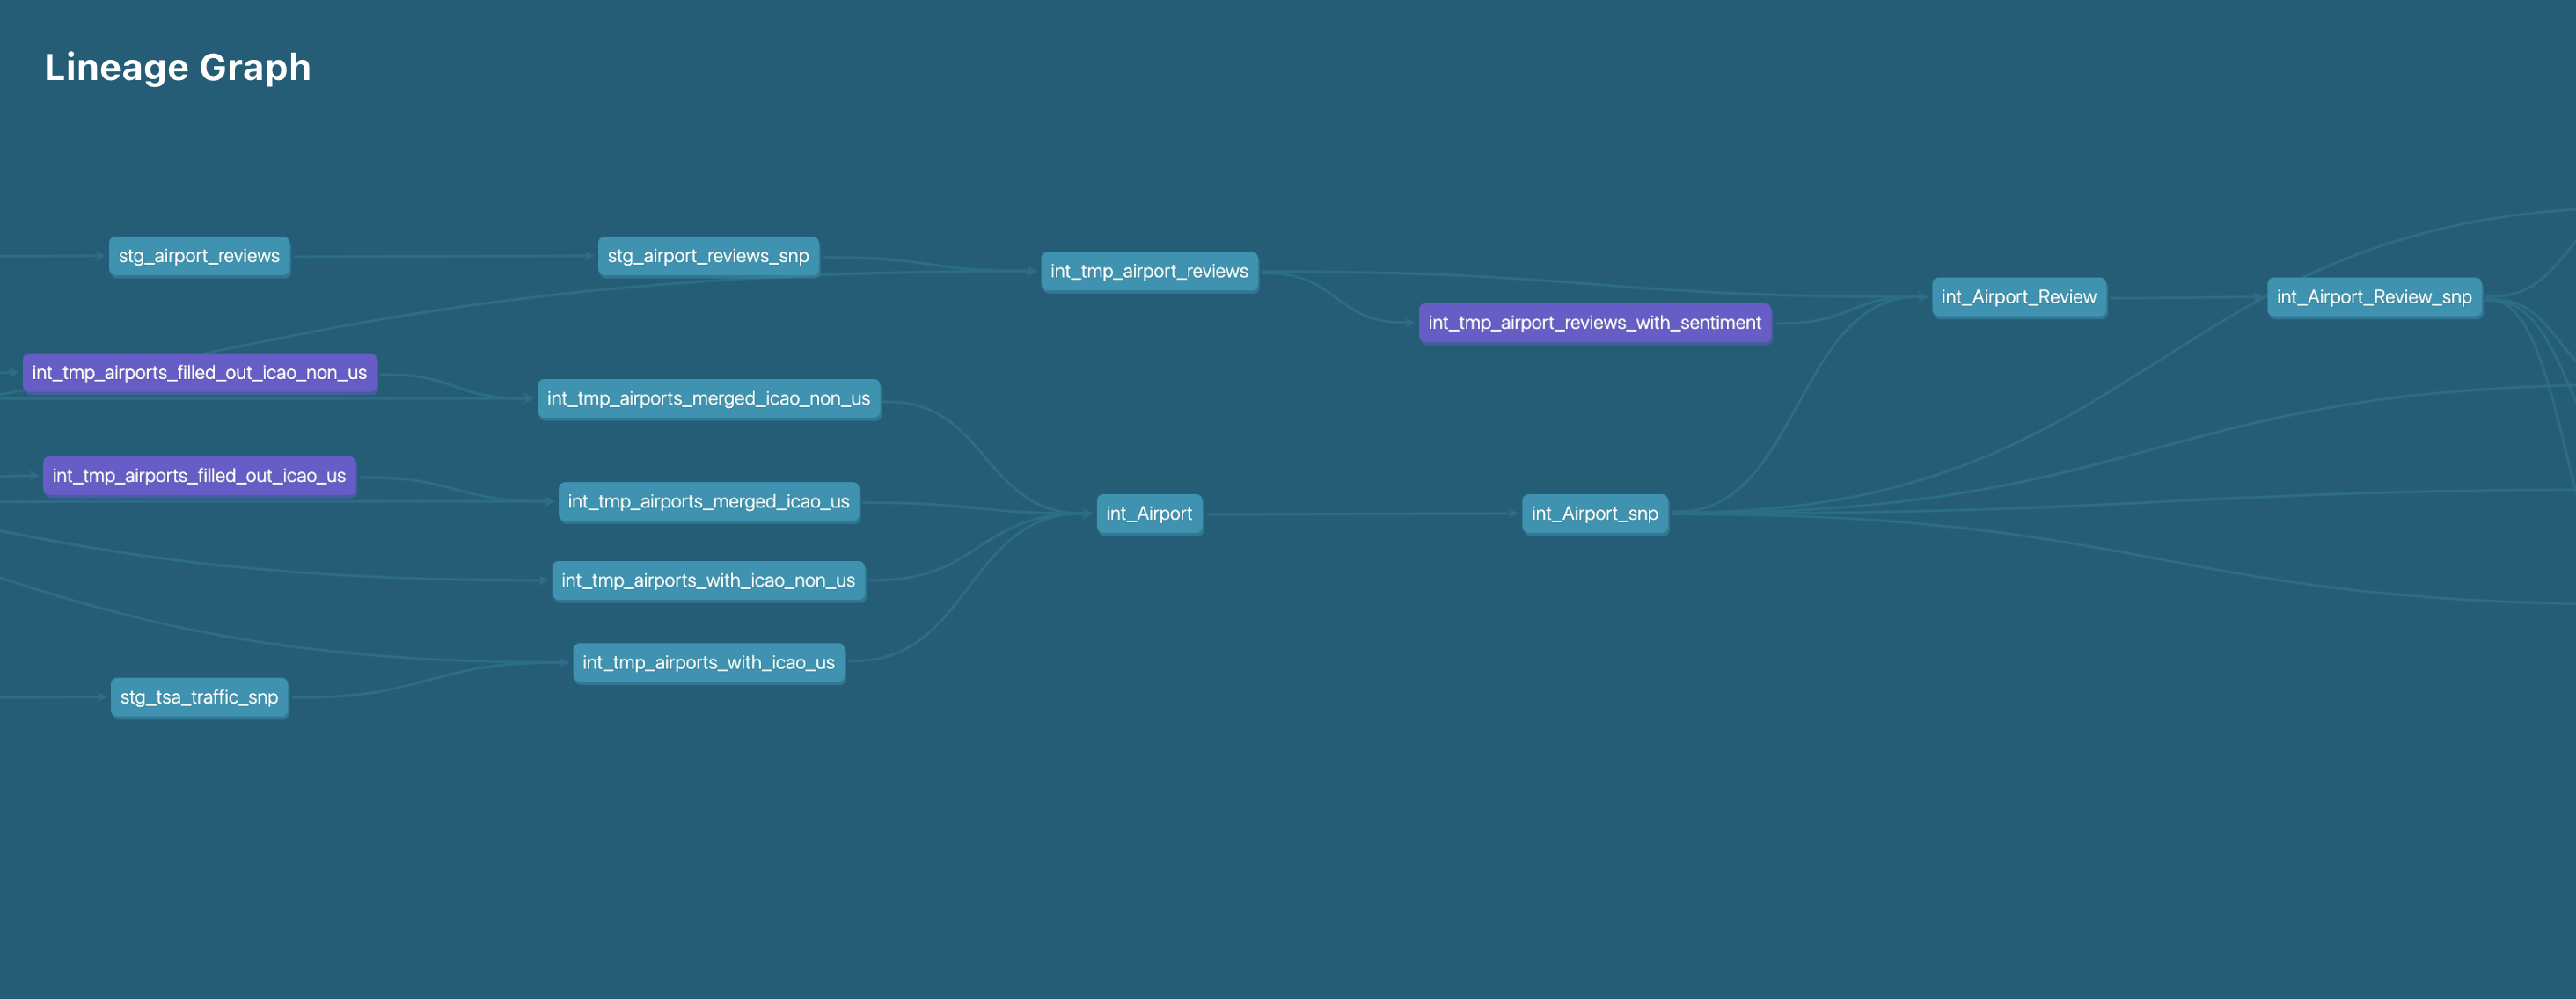 Lineage Graph
stg_airport_reviews
stg_airport_reviews_snp
int_tmp_airport_reviews
int_Airport_Review
int_Airport_Review_snp
int_tmp_airport_reviews_with_sentiment
int_tmp_airports_filled_out_icao_non_us
int_tmp_airports_merged_icao_non_us
int_tmp_airports_filled_out_icao_us
int_tmp_airports_merged_icao_us
int_Airport
int_Airport_snp
int_tmp_airports_with_icao_non_us
int_tmp_airports_with_icao_us
stg_tsa_traffic_snp